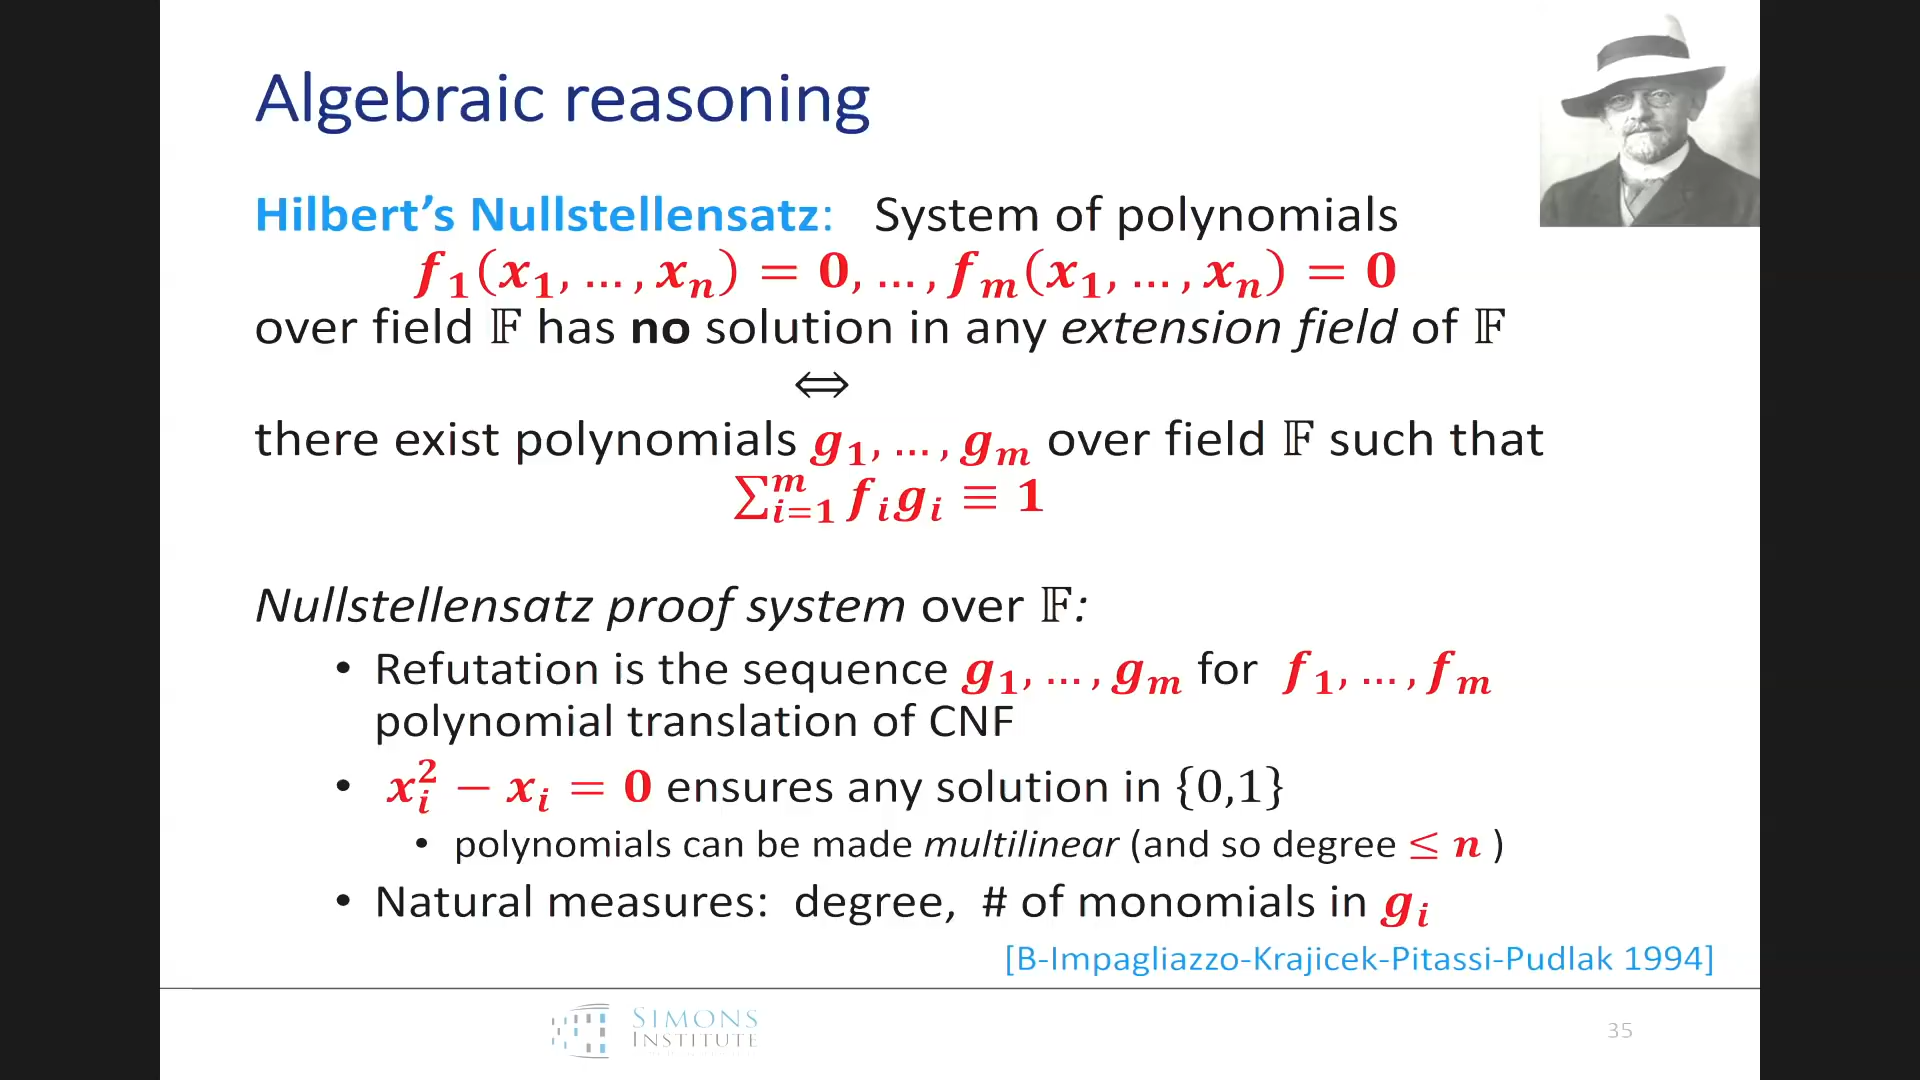 Algebraic reasoning
Hilbert’s Nullstellensatz: System of polynomials
f₁(x₁, … , xₙ) = 0, … , fₘ(x₁, … , xₙ) = 0
over field 𝔽 has no solution in any extension field of 𝔽
⇔
there exist polynomials g₁, … , gₘ over field 𝔽 such that
∑ᵢ₌₁ᵐ fᵢgᵢ ≡ 1
Nullstellensatz proof system over 𝔽:
• Refutation is the sequence g₁, … , gₘ for f₁, … , fₘ
polynomial translation of CNF
• xᵢ² − xᵢ = 0 ensures any solution in {0,1}
• polynomials can be made multilinear (and so degree ≤ n )
• Natural measures: degree, # of monomials in gᵢ
[B-Impagliazzo-Krajicek-Pitassi-Pudlak 1994]
SIMONS
INSTITUTE
35